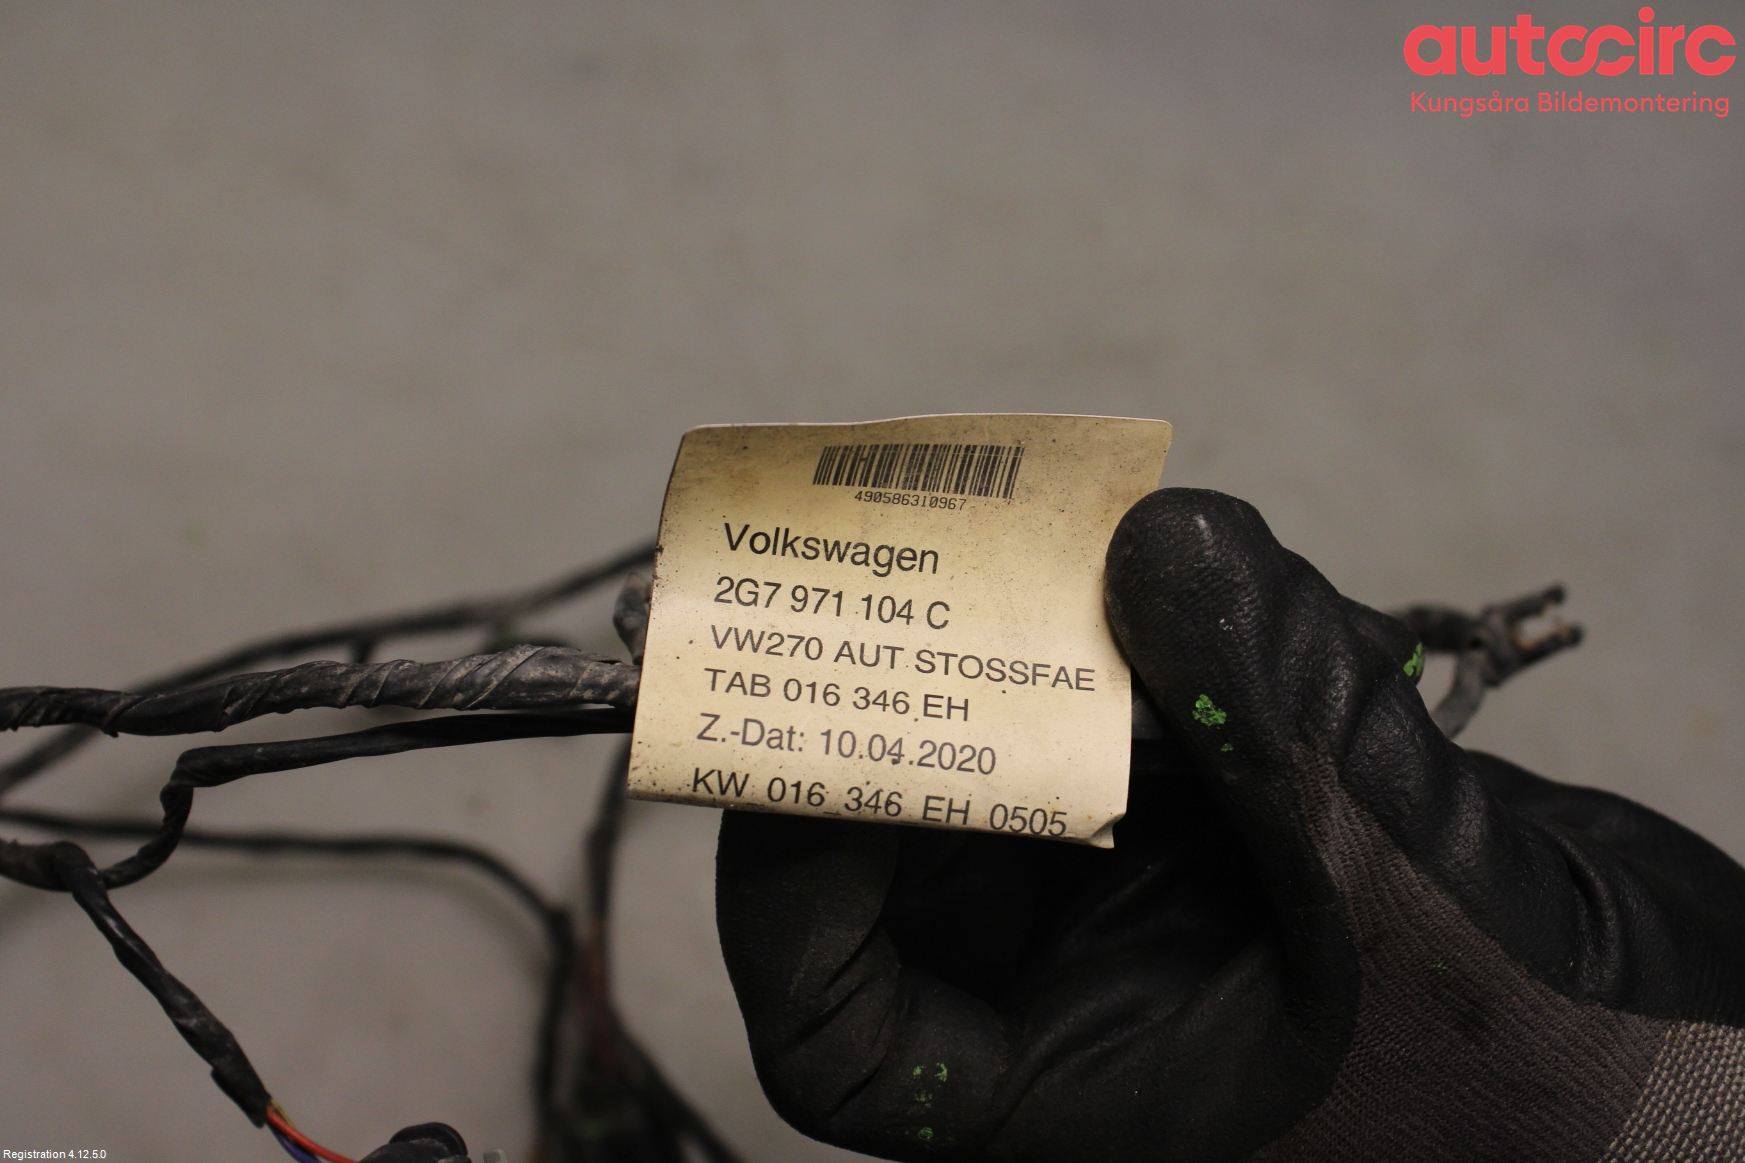 autocirc
Kungsåra Bildemontering
490586310967
Volkswagen
2G7 971 104 C
VW270 AUT STOSSFAE
TAB 016 346 EH
Z.-Dat: 10.04.2020
KW 016 346 EH 0505
Registration 4.12.5.0